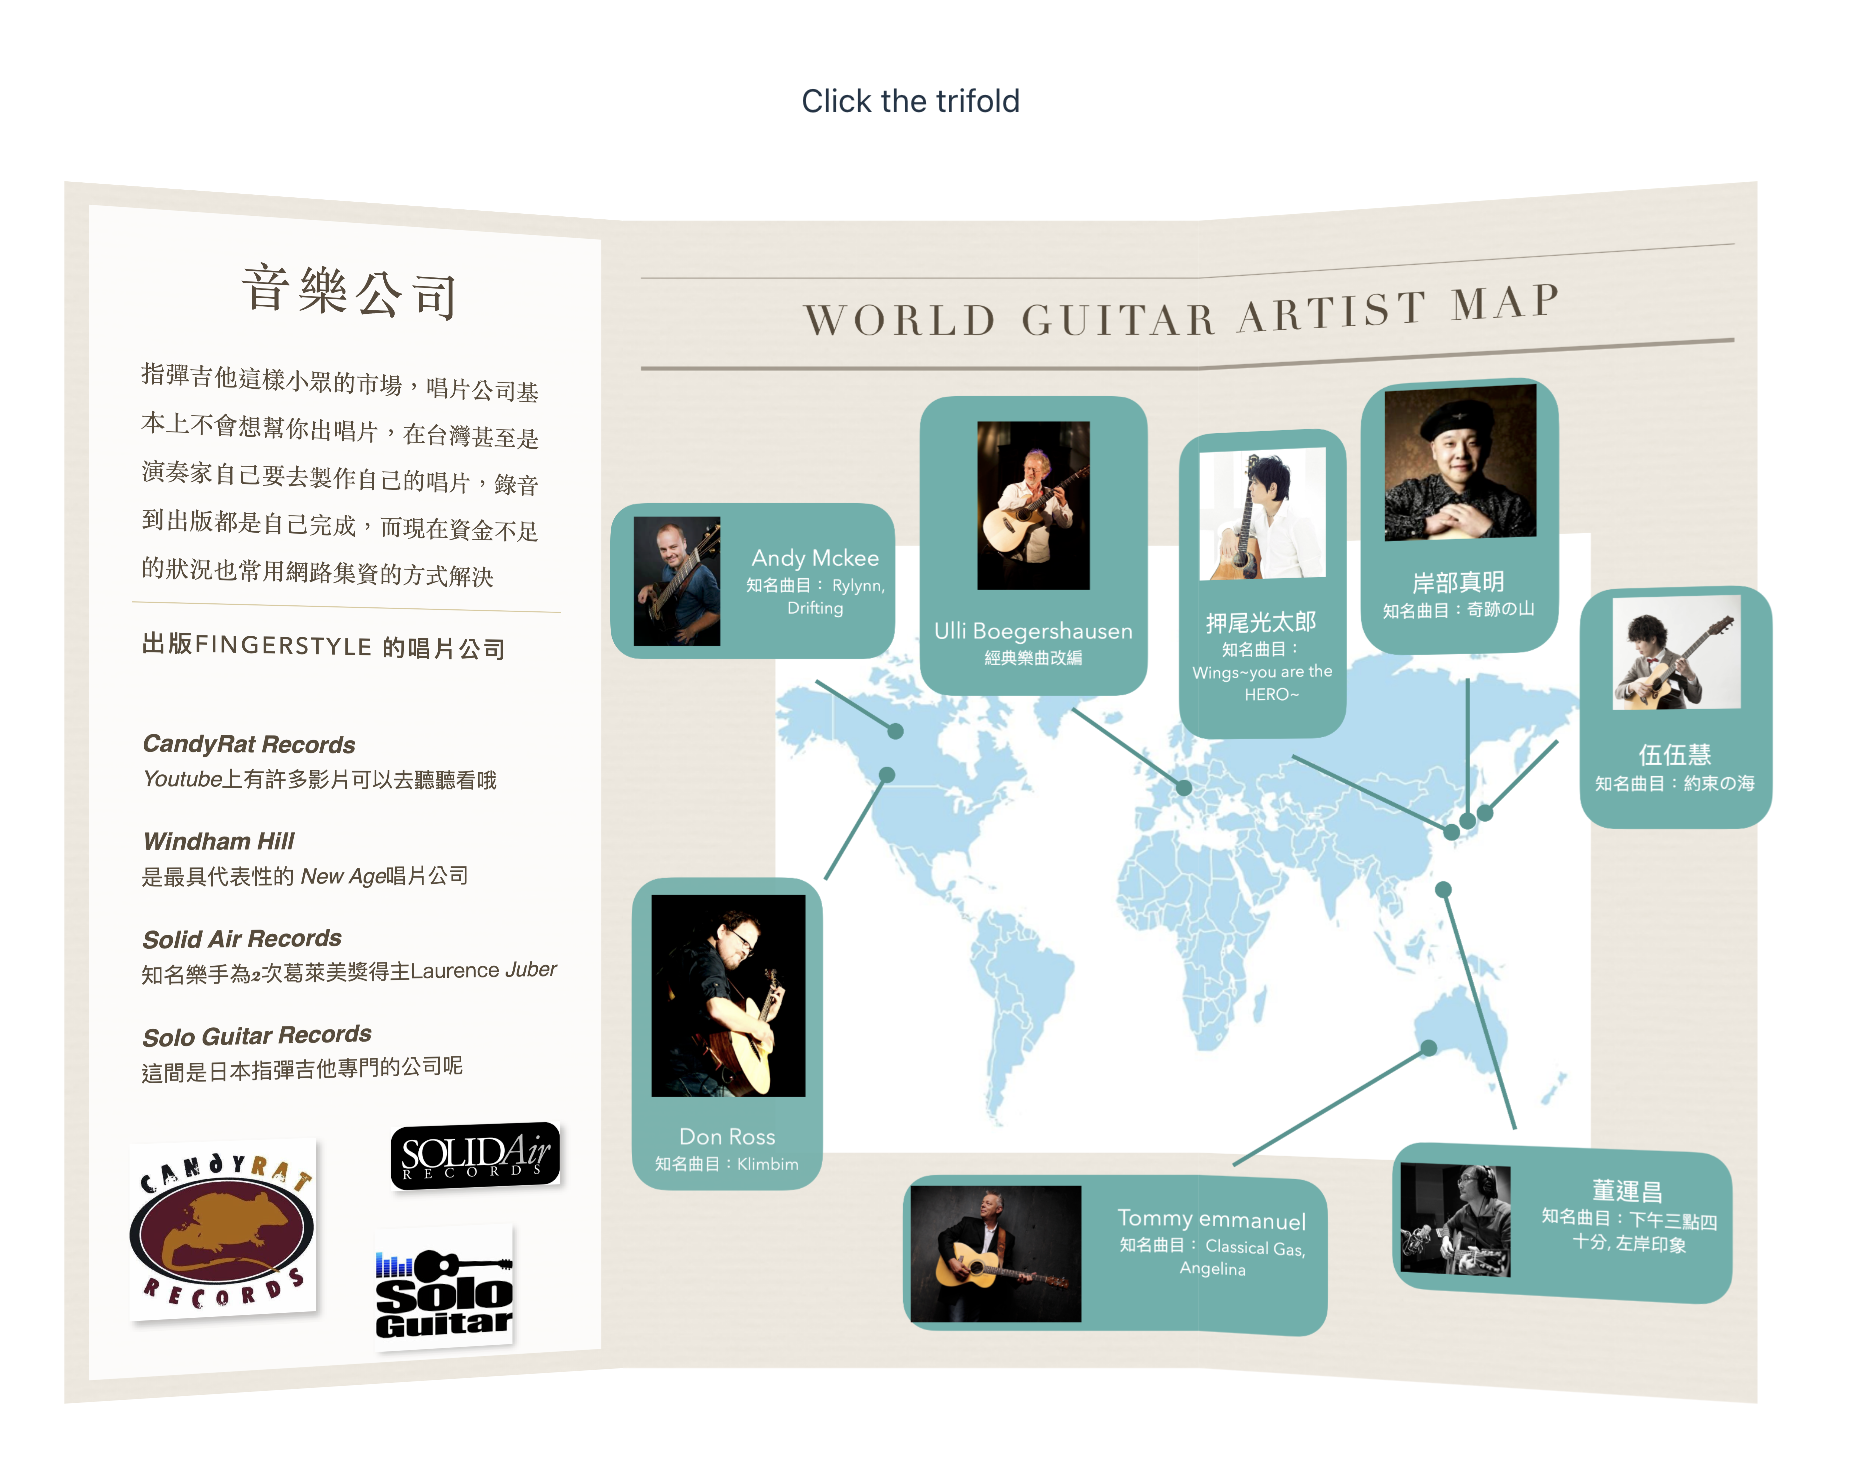 Click the trifold
音樂公司
指彈吉他這樣小眾的市場，唱片公司基
本上不會想幫你出唱片，在台灣甚至是
演奏家自己要去製作自己的唱片，錄音
到出版都是自己完成，而現在資金不足
的狀況也常用網路集資的方式解決
出版FINGERSTYLE 的唱片公司
CandyRat Records
Youtube上有許多影片可以去聽聽看哦
Windham Hill
是最具代表性的 New Age唱片公司
Solid Air Records
知名樂手為2次葛萊美獎得主Laurence Juber
Solo Guitar Records
這間是日本指彈吉他專門的公司呢
CANDYRAT
RECORDS
SOLIDAir
RECORDS
Solo
Guitar
WORLD GUITAR ARTIST MAP
Andy Mckee
知名曲目： Rylynn,
Drifting
Ulli Boegershausen
經典樂曲改編
押尾光太郎
知名曲目：
Wings~you are the
HERO~
岸部真明
知名曲目：奇跡の山
伍伍慧
知名曲目：約束の海
Don Ross
知名曲目：Klimbim
Tommy emmanuel
知名曲目： Classical Gas,
Angelina
董運昌
知名曲目：下午三點四
十分, 左岸印象